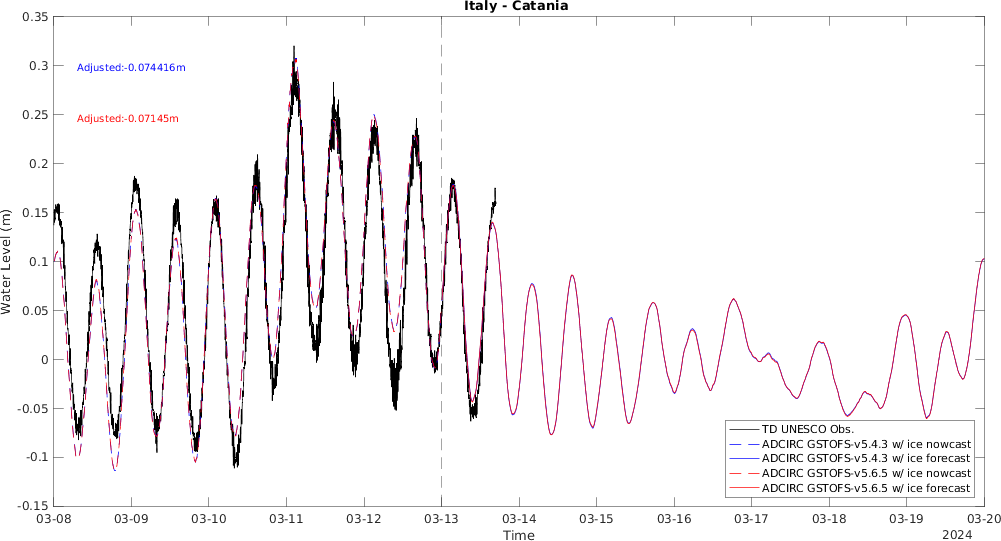 Italy - Catania
0.35
0.3
0.25
0.2
0.15
0.1
0.05
0
-0.05
-0.1
-0.15
Water Level (m)
Adjusted:-0.074416m
Adjusted:-0.07145m
TD UNESCO Obs.
ADCIRC GSTOFS-v5.4.3 w/ ice nowcast
ADCIRC GSTOFS-v5.4.3 w/ ice forecast
ADCIRC GSTOFS-v5.6.5 w/ ice nowcast
ADCIRC GSTOFS-v5.6.5 w/ ice forecast
03-08 03-09 03-10 03-11 03-12 03-13 03-14 03-15 03-16 03-17 03-18 03-19 03-20
Time
2024